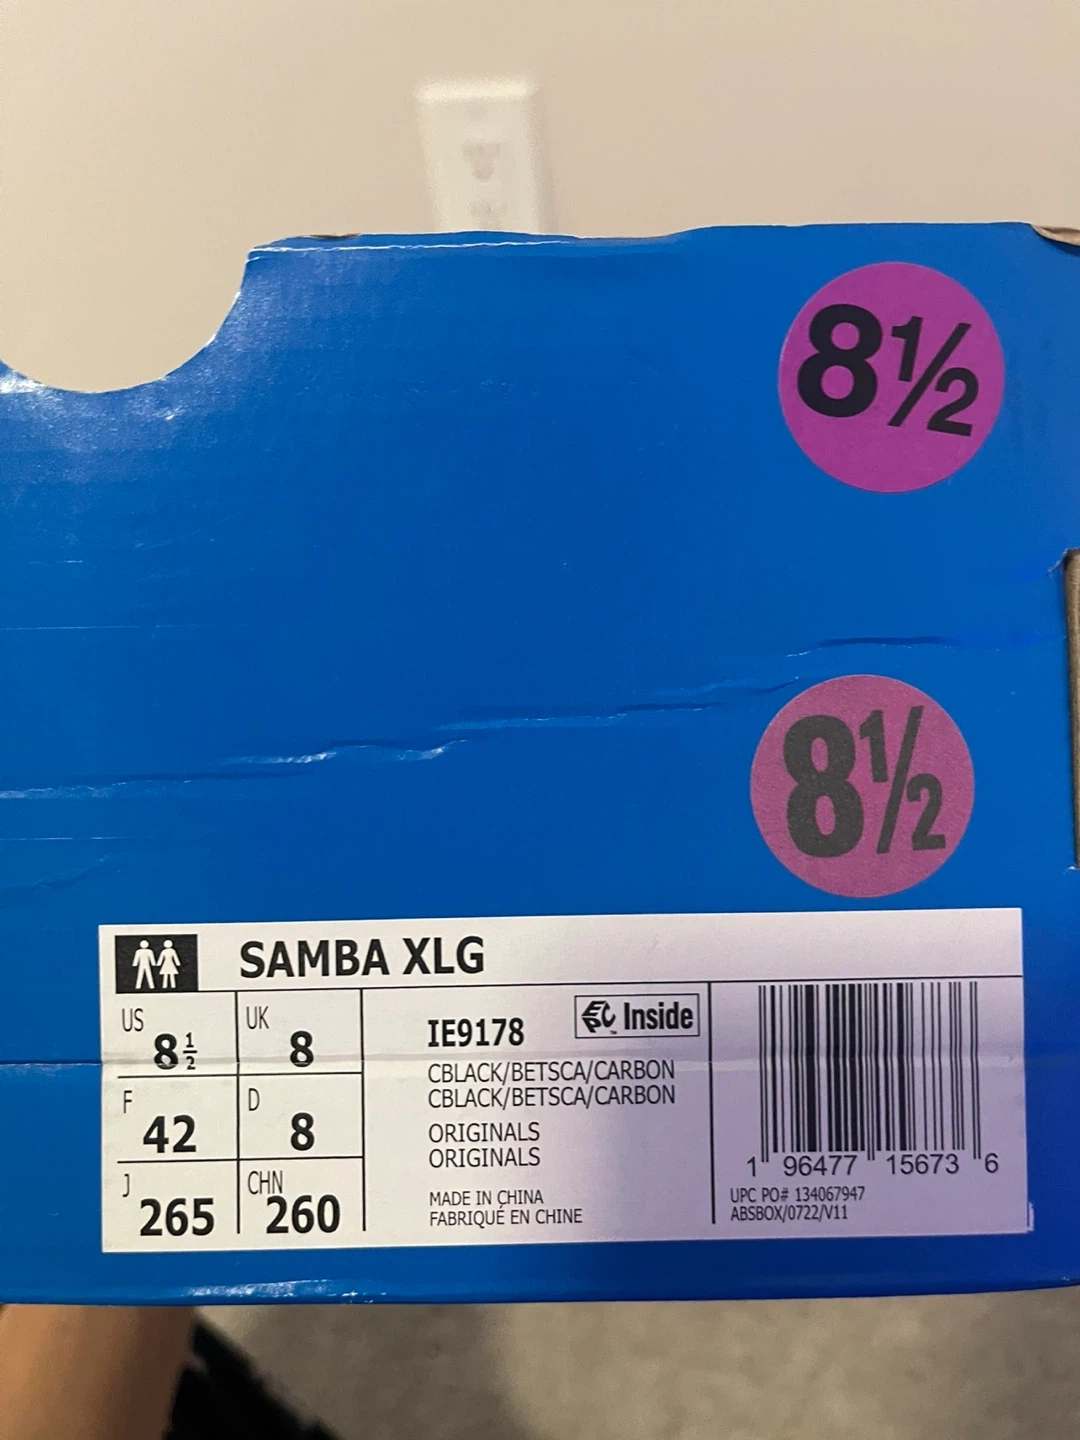 8½
8½
SAMBA XLG
US 8½
UK 8
F 42
D 8
J 265
CHN 260
IE9178
EPC Inside
™
CBLACK/BETSCA/CARBON
CBLACK/BETSCA/CARBON
ORIGINALS
ORIGINALS
MADE IN CHINA
FABRIQUÉ EN CHINE
1 96477 15673 6
UPC PO# 134067947
ABSBOX/0722/V11